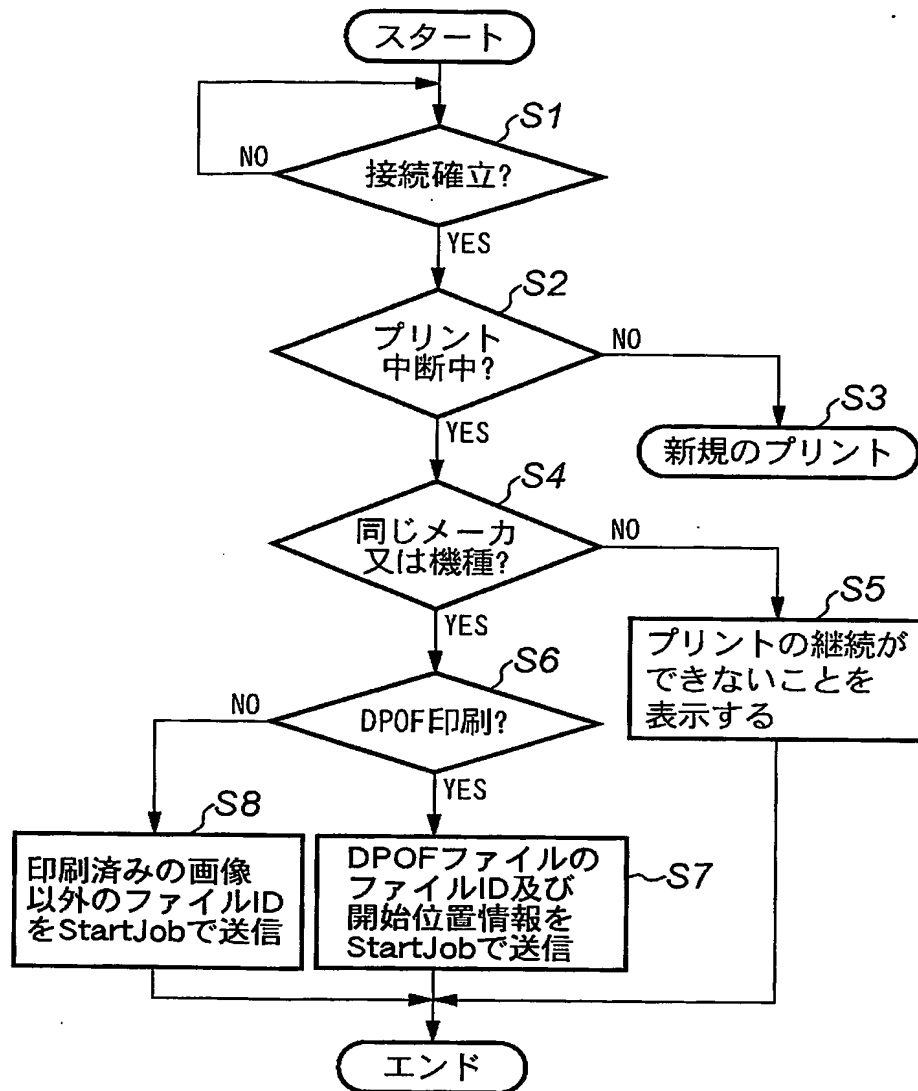 スタート
S1
接続確立?
NO
YES
S2
プリント
中断中?
NO
YES
S3
新規のプリント
S4
同じメーカ
又は機種?
NO
YES
S5
プリントの継続が
できないことを
表示する
S6
DPOF印刷?
NO
YES
S8
印刷済みの画像
以外のファイルID
をStartJobで送信
S7
DPOFファイルの
ファイルID及び
開始位置情報を
StartJobで送信
エンド